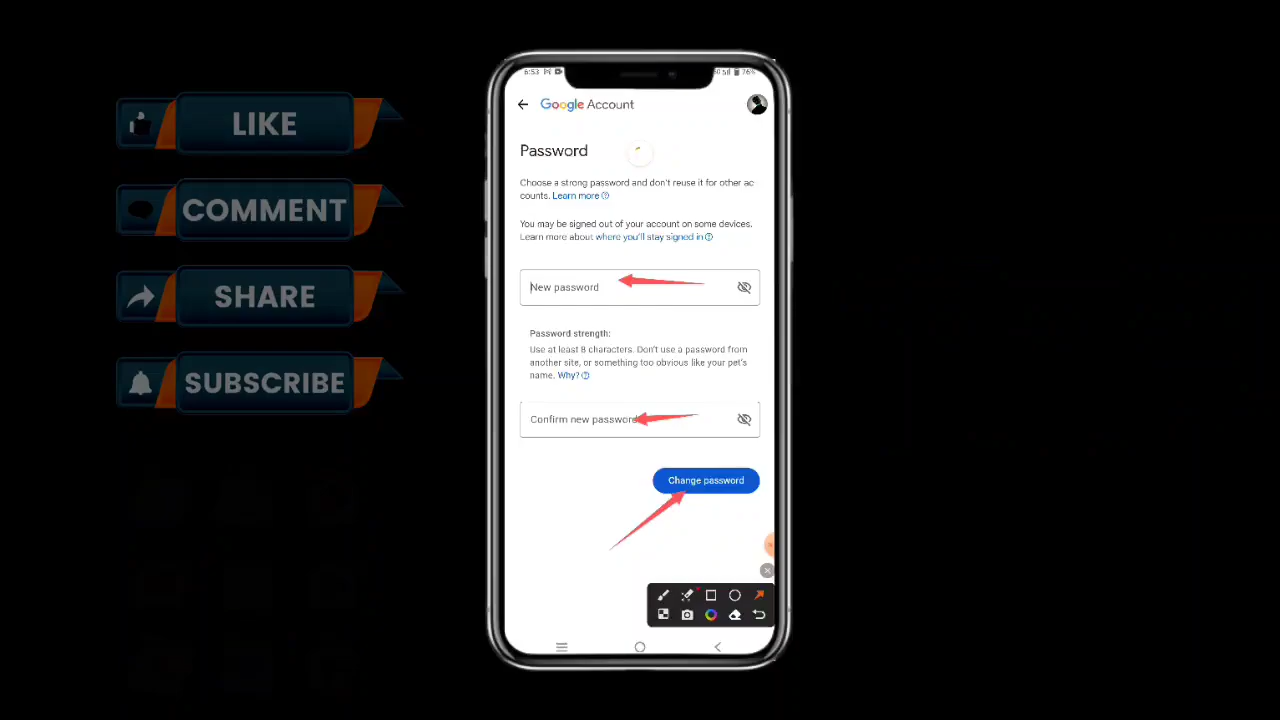 LIKE
COMMENT
SHARE
SUBSCRIBE
6:53
76%
Google Account
Password
Choose a strong password and don't reuse it for other ac
counts. Learn more
You may be signed out of your account on some devices.
Learn more about where you'll stay signed in
New password
Password strength:
Use at least 8 characters. Don't use a password from
another site, or something too obvious like your pet's
name. Why?
Confirm new password
Change password